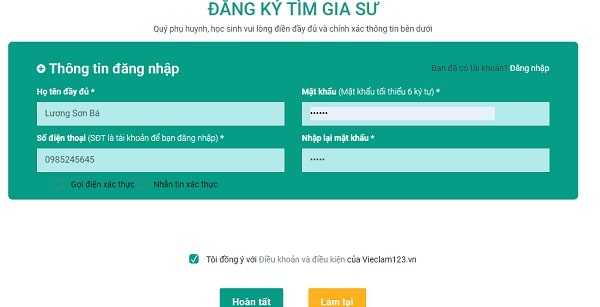 ĐĂNG KÝ TÌM GIA SƯ
Quý phụ huynh, học sinh vui lòng điền đầy đủ và chính xác thông tin bên dưới
Thông tin đăng nhập
Bạn đã có tài khoản? Đăng nhập
Họ tên đầy đủ *
Mật khẩu (Mật khẩu tối thiểu 6 ký tự) *
Lương Sơn Bá
••••••
Số điện thoại (SĐT là tài khoản để bạn đăng nhập) *
Nhập lại mật khẩu *
0985245645
•••••
Gọi điện xác thực
Nhắn tin xác thực
Tôi đồng ý với Điều khoản và điều kiện của Vieclam123.vn
Hoàn tất
Làm lại